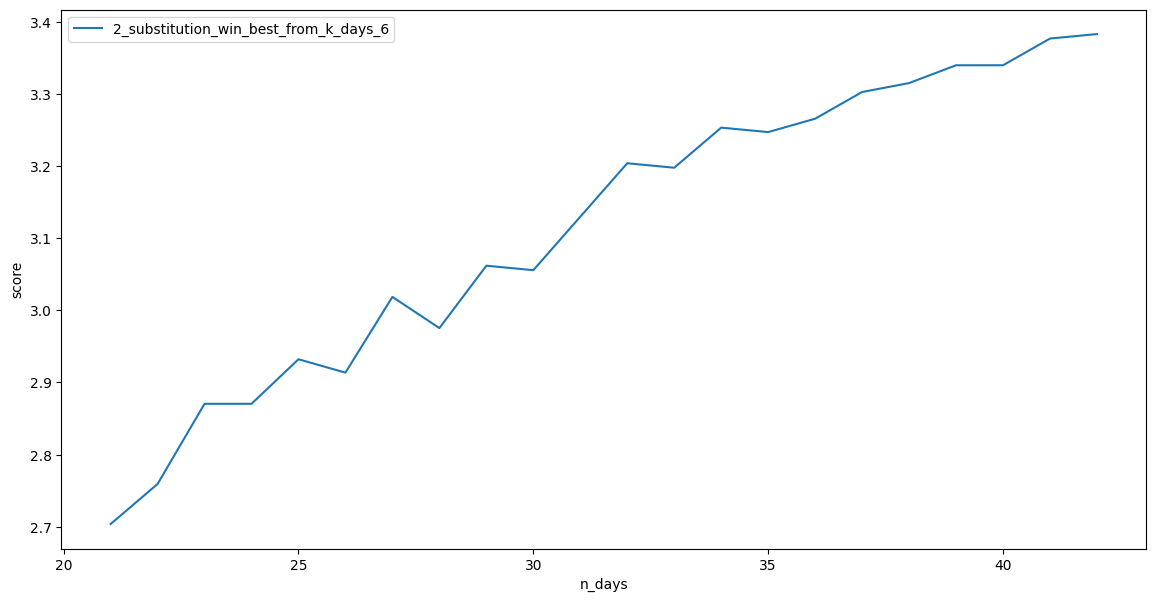 2_substitution_win_best_from_k_days_6
score
3.4
3.3
3.2
3.1
3.0
2.9
2.8
2.7
20 25 30 35 40
n_days